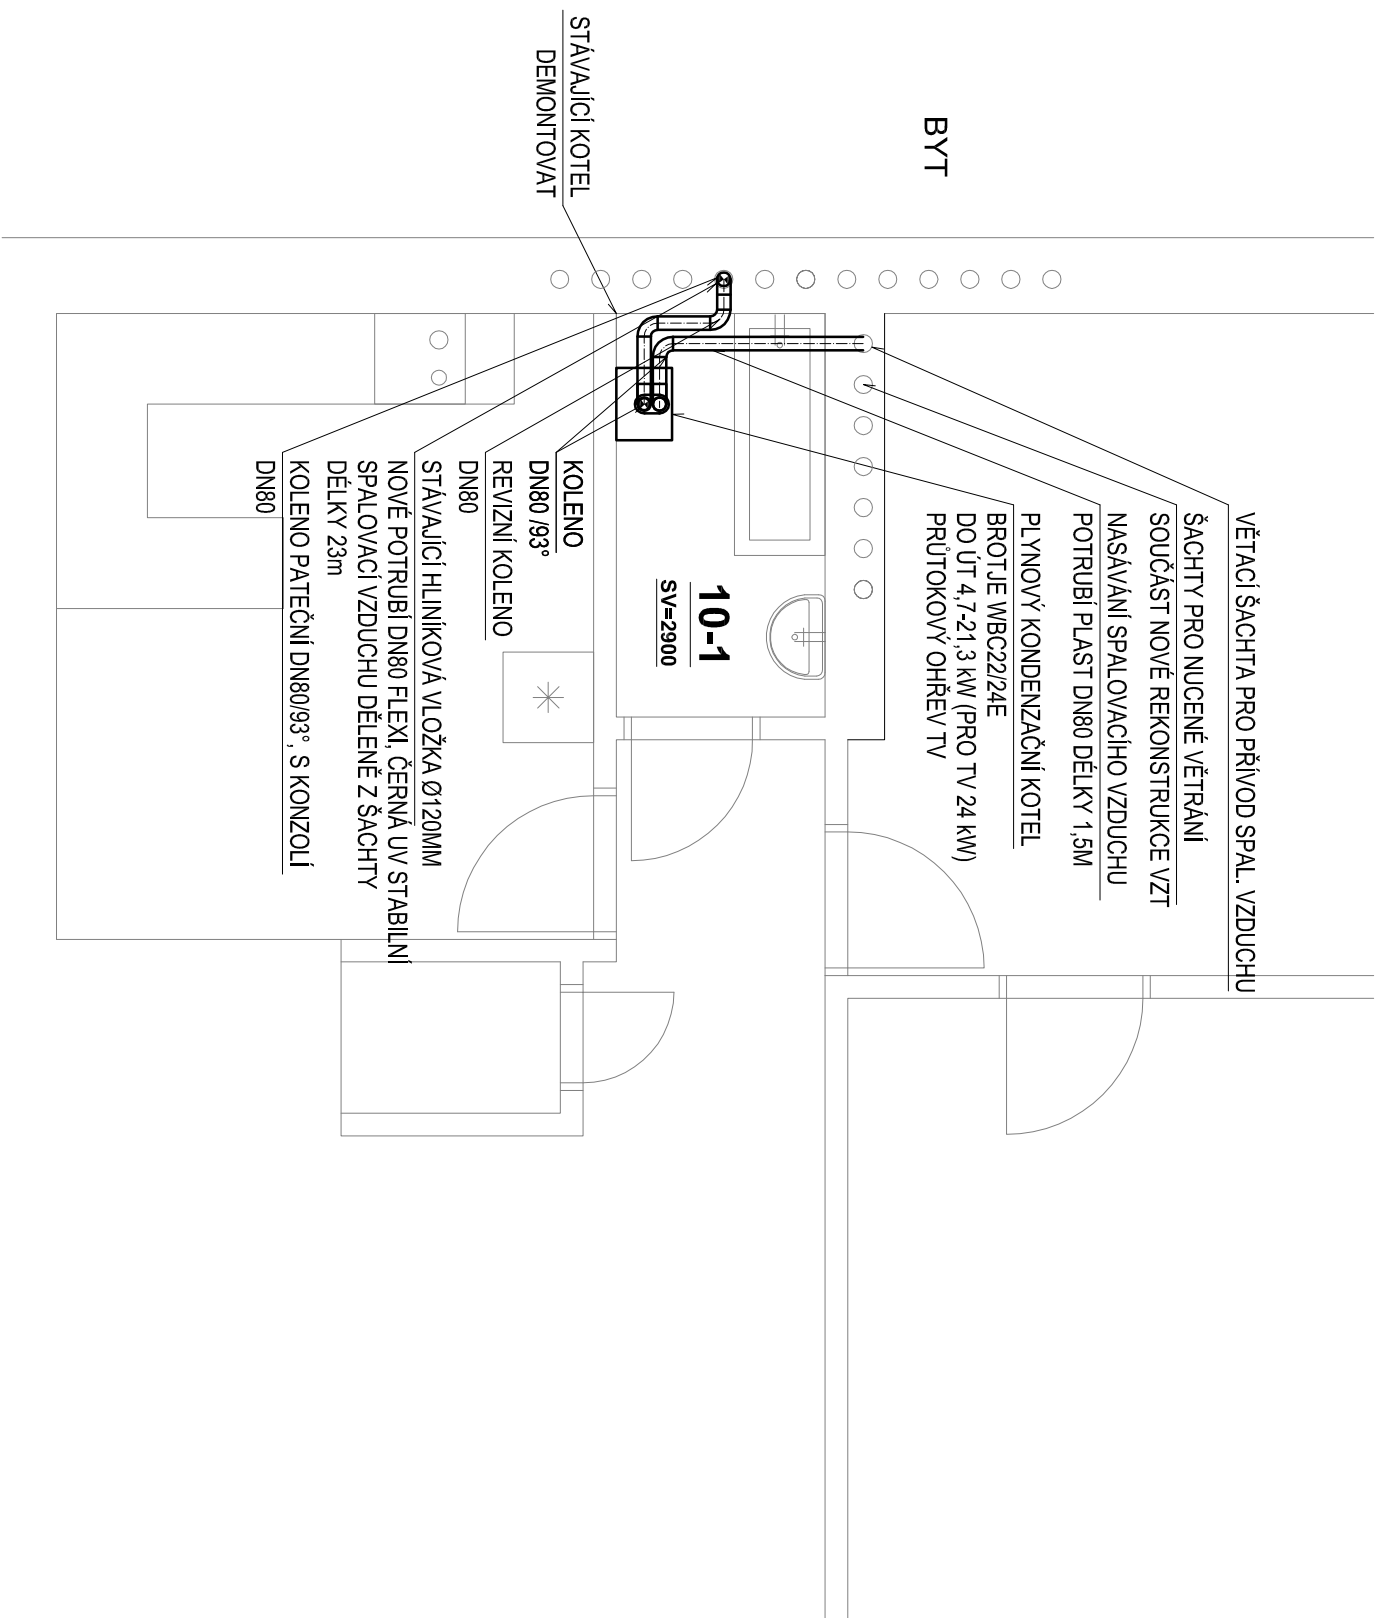 BYT
STÁVAJÍCÍ KOTEL
DEMONTOVAT
VĚTACÍ ŠACHTA PRO PŘÍVOD SPAL. VZDUCHU
ŠACHTY PRO NUCENÉ VĚTRÁNÍ
SOUČÁST NOVÉ REKONSTRUKCE VZT
NASÁVÁNÍ SPALOVACÍHO VZDUCHU
POTRUBÍ PLAST DN80 DÉLKY 1,5M
PLYNOVÝ KONDENZAČNÍ KOTEL
BROTJE WBC22/24E
DO ÚT 4,7-21,3 kW (PRO TV 24 kW)
PRŮTOKOVÝ OHŘEV TV
10-1
SV=2900
KOLENO
DN80 /93°
REVIZNÍ KOLENO
DN80
STÁVAJÍCÍ HLINÍKOVÁ VLOŽKA Ø120MM
NOVÉ POTRUBÍ DN80 FLEXI, ČERNÁ UV STABILNÍ
SPALOVACÍ VZDUCHU DĚLENĚ Z ŠACHTY
DÉLKY 23m
KOLENO PATEČNÍ DN80/93°, S KONZOLÍ
DN80